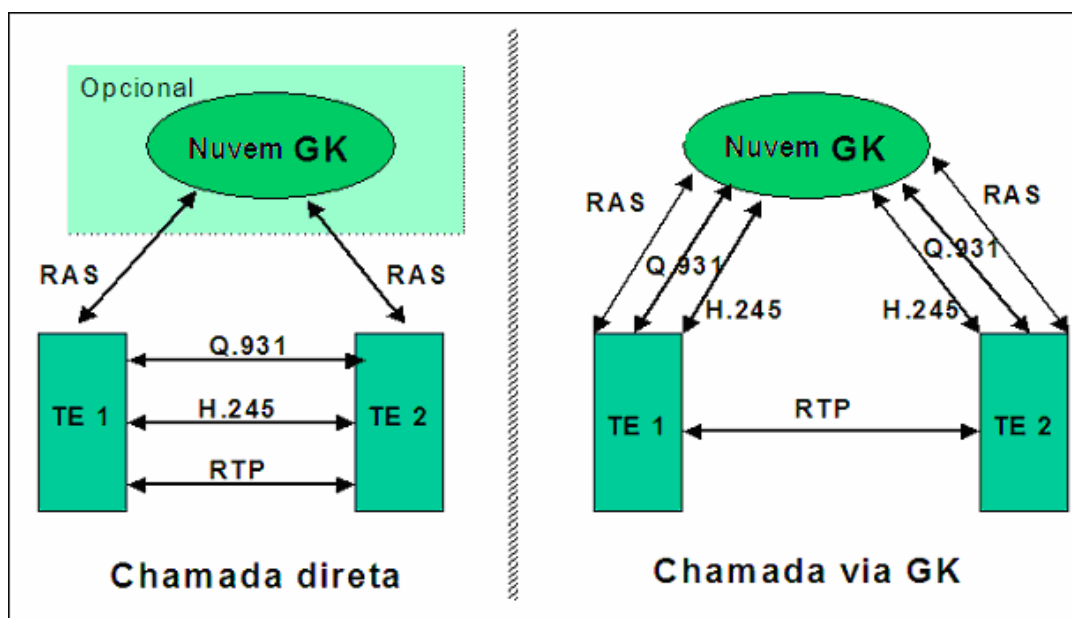 Opcional
Nuvem GK
RAS
RAS
Q.931
H.245
RTP
TE 1
TE 2
Chamada direta
Nuvem GK
RAS
RAS
Q.931
Q.931
H.245
H.245
RTP
TE 1
TE 2
Chamada via GK